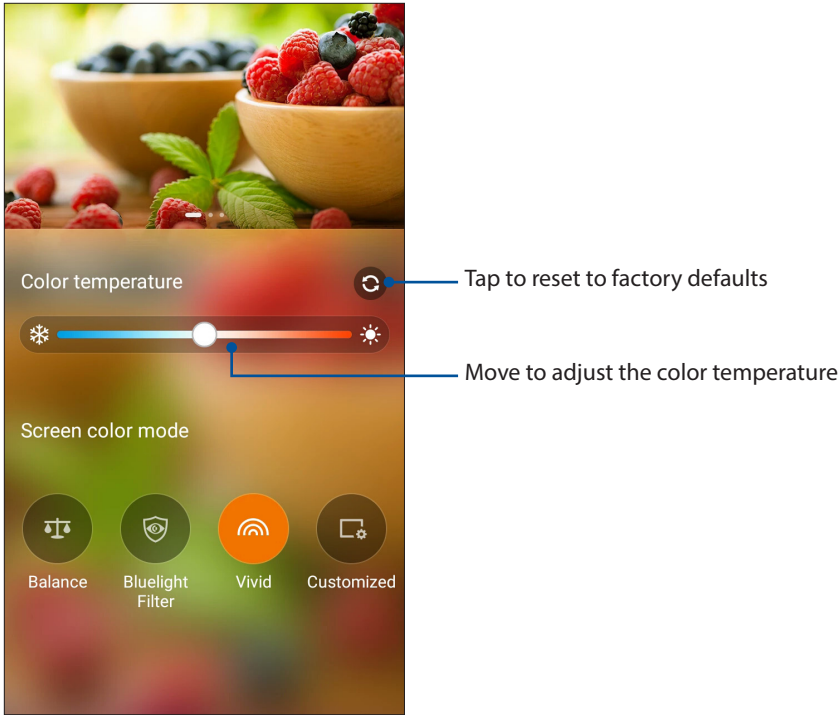 Color temperature
Tap to reset to factory defaults
Move to adjust the color temperature
Screen color mode
Balance
Bluelight
Filter
Vivid
Customized